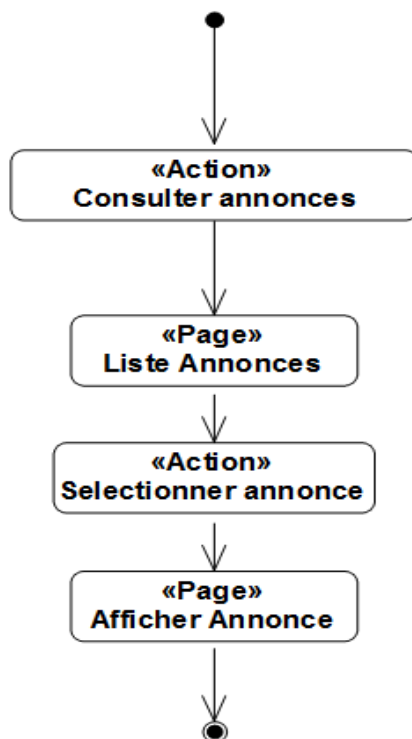 «Action»
Consulter annonces
«Page»
Liste Annonces
«Action»
Selectionner annonce
«Page»
Afficher Annonce